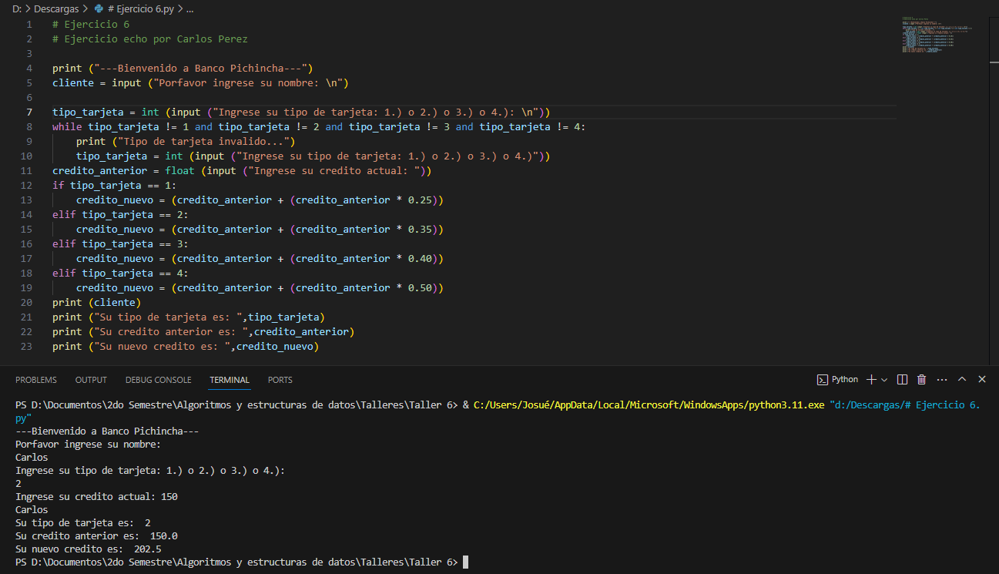 D: > Descargas > # Ejercicio 6.py > ...
1 # Ejercicio 6
2 # Ejercicio echo por Carlos Perez
3
4 print ("---Bienvenido a Banco Pichincha---")
5 cliente = input ("Porfavor ingrese su nombre: \n")
6
7 tipo_tarjeta = int (input ("Ingrese su tipo de tarjeta: 1.) o 2.) o 3.) o 4.): \n"))
8 while tipo_tarjeta != 1 and tipo_tarjeta != 2 and tipo_tarjeta != 3 and tipo_tarjeta != 4:
9     print ("Tipo de tarjeta invalido...")
10     tipo_tarjeta = int (input ("Ingrese su tipo de tarjeta: 1.) o 2.) o 3.) o 4.)"))
11 credito_anterior = float (input ("Ingrese su credito actual: "))
12 if tipo_tarjeta == 1:
13     credito_nuevo = (credito_anterior + (credito_anterior * 0.25))
14 elif tipo_tarjeta == 2:
15     credito_nuevo = (credito_anterior + (credito_anterior * 0.35))
16 elif tipo_tarjeta == 3:
17     credito_nuevo = (credito_anterior + (credito_anterior * 0.40))
18 elif tipo_tarjeta == 4:
19     credito_nuevo = (credito_anterior + (credito_anterior * 0.50))
20 print (cliente)
21 print ("Su tipo de tarjeta es: ",tipo_tarjeta)
22 print ("Su credito anterior es: ",credito_anterior)
23 print ("Su nuevo credito es: ",credito_nuevo)
PROBLEMS OUTPUT DEBUG CONSOLE TERMINAL PORTS Python
PS D:\Documentos\2do Semestre\Algoritmos y estructuras de datos\Talleres\Taller 6> & C:/Users/Josué/AppData/Local/Microsoft/WindowsApps/python3.11.exe "d:/Descargas/# Ejercicio 6.
py"
---Bienvenido a Banco Pichincha---
Porfavor ingrese su nombre:
Carlos
Ingrese su tipo de tarjeta: 1.) o 2.) o 3.) o 4.):
2
Ingrese su credito actual: 150
Carlos
Su tipo de tarjeta es:  2
Su credito anterior es:  150.0
Su nuevo credito es:  202.5
PS D:\Documentos\2do Semestre\Algoritmos y estructuras de datos\Talleres\Taller 6>